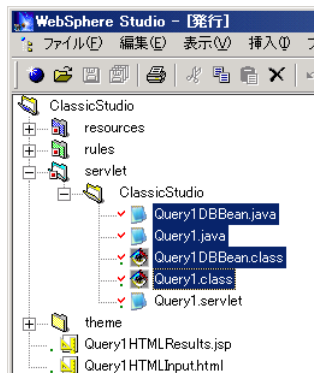 WebSphere Studio - [発行]
ファイル(F) 編集(E) 表示(V) 挿入(I)
ClassicStudio
resources
rules
servlet
ClassicStudio
Query1DBBean.java
Query1.java
Query1DBBean.class
Query1.class
Query1.servlet
theme
Query1HTMLResults.jsp
Query1HTMLInput.html